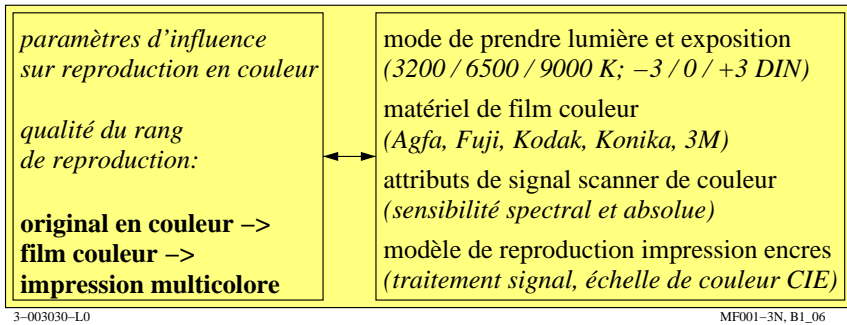 paramètres d'influence
sur reproduction en couleur
qualité du rang
de reproduction:
original en couleur −>
film couleur −>
impression multicolore
mode de prendre lumière et exposition
(3200 / 6500 / 9000 K; −3 / 0 / +3 DIN)
matériel de film couleur
(Agfa, Fuji, Kodak, Konika, 3M)
attributs de signal scanner de couleur
(sensibilité spectral et absolue)
modèle de reproduction impression encres
(traitement signal, échelle de couleur CIE)
3−003030−L0
MF001−3N, B1_06